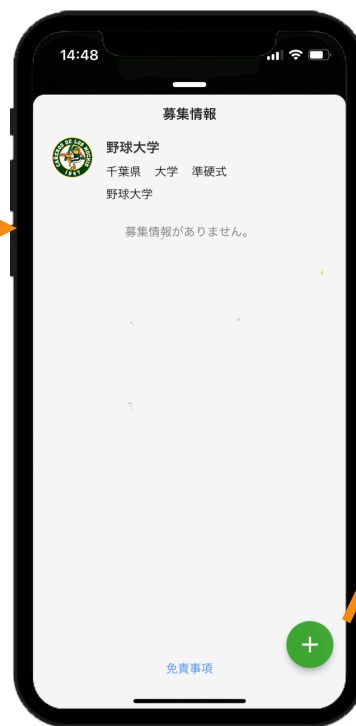 14:48
募集情報
野球大学
千葉県 大学 準硬式
野球大学
募集情報がありません。
免責事項